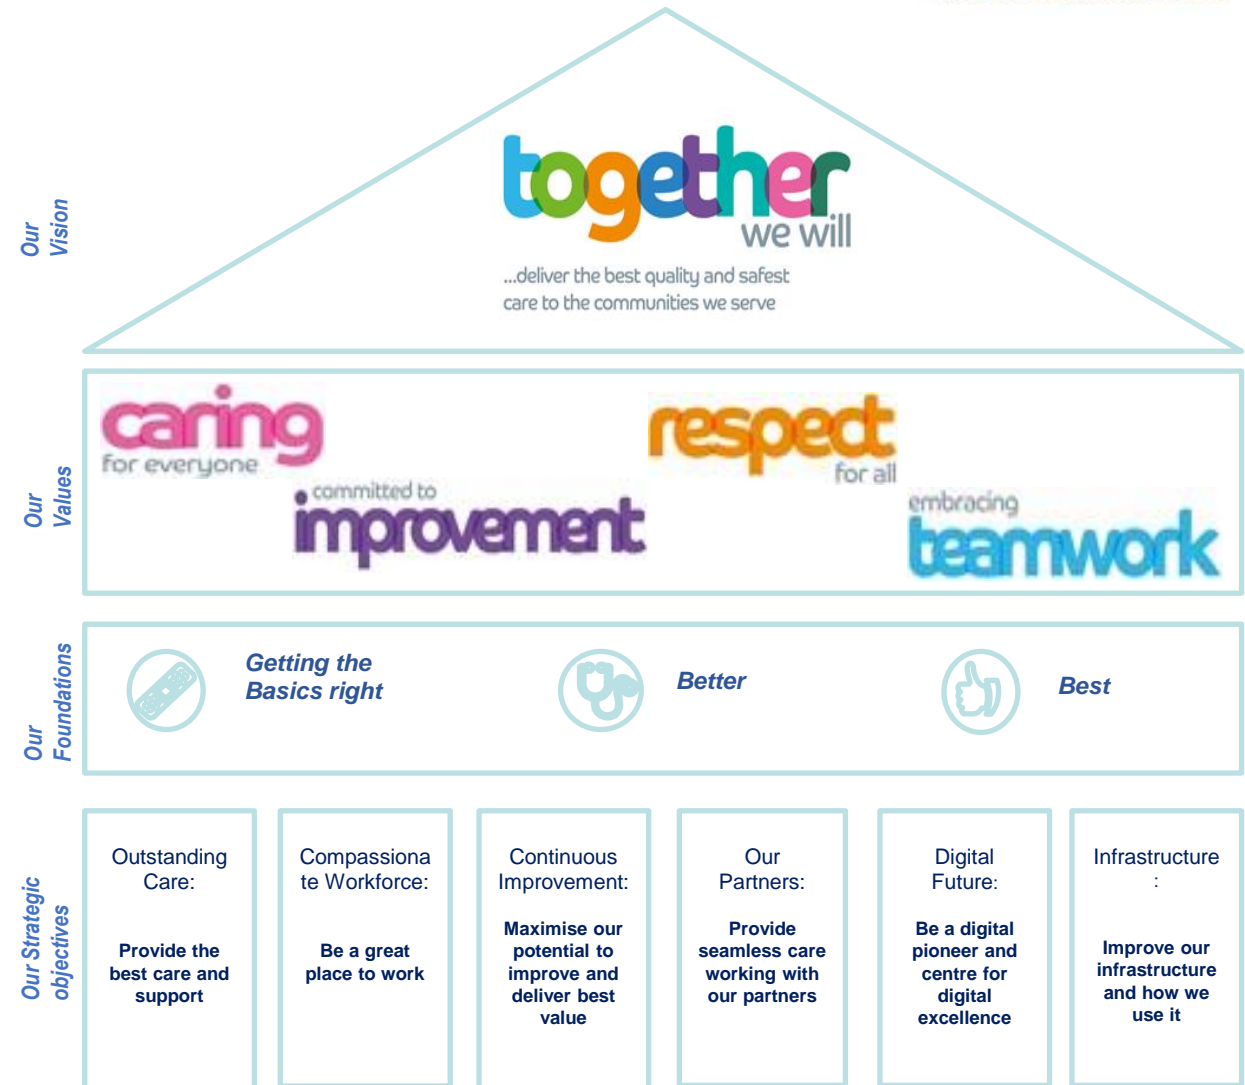 Our
Vision
together
we will
...deliver the best quality and safest
care to the communities we serve
Our
Values
caring
for everyone
committed to
improvement
respect
for all
embracing
teamwork
Our
Foundations
Getting the
Basics right
Better
Best
Our Strategic
objectives
Outstanding
Care:
Provide the
best care and
support
Compassiona
te Workforce:
Be a great
place to work
Continuous
Improvement:
Maximise our
potential to
improve and
deliver best
value
Our
Partners:
Provide
seamless care
working with
our partners
Digital
Future:
Be a digital
pioneer and
centre for
digital
excellence
Infrastructure
:
Improve our
infrastructure
and how we
use it